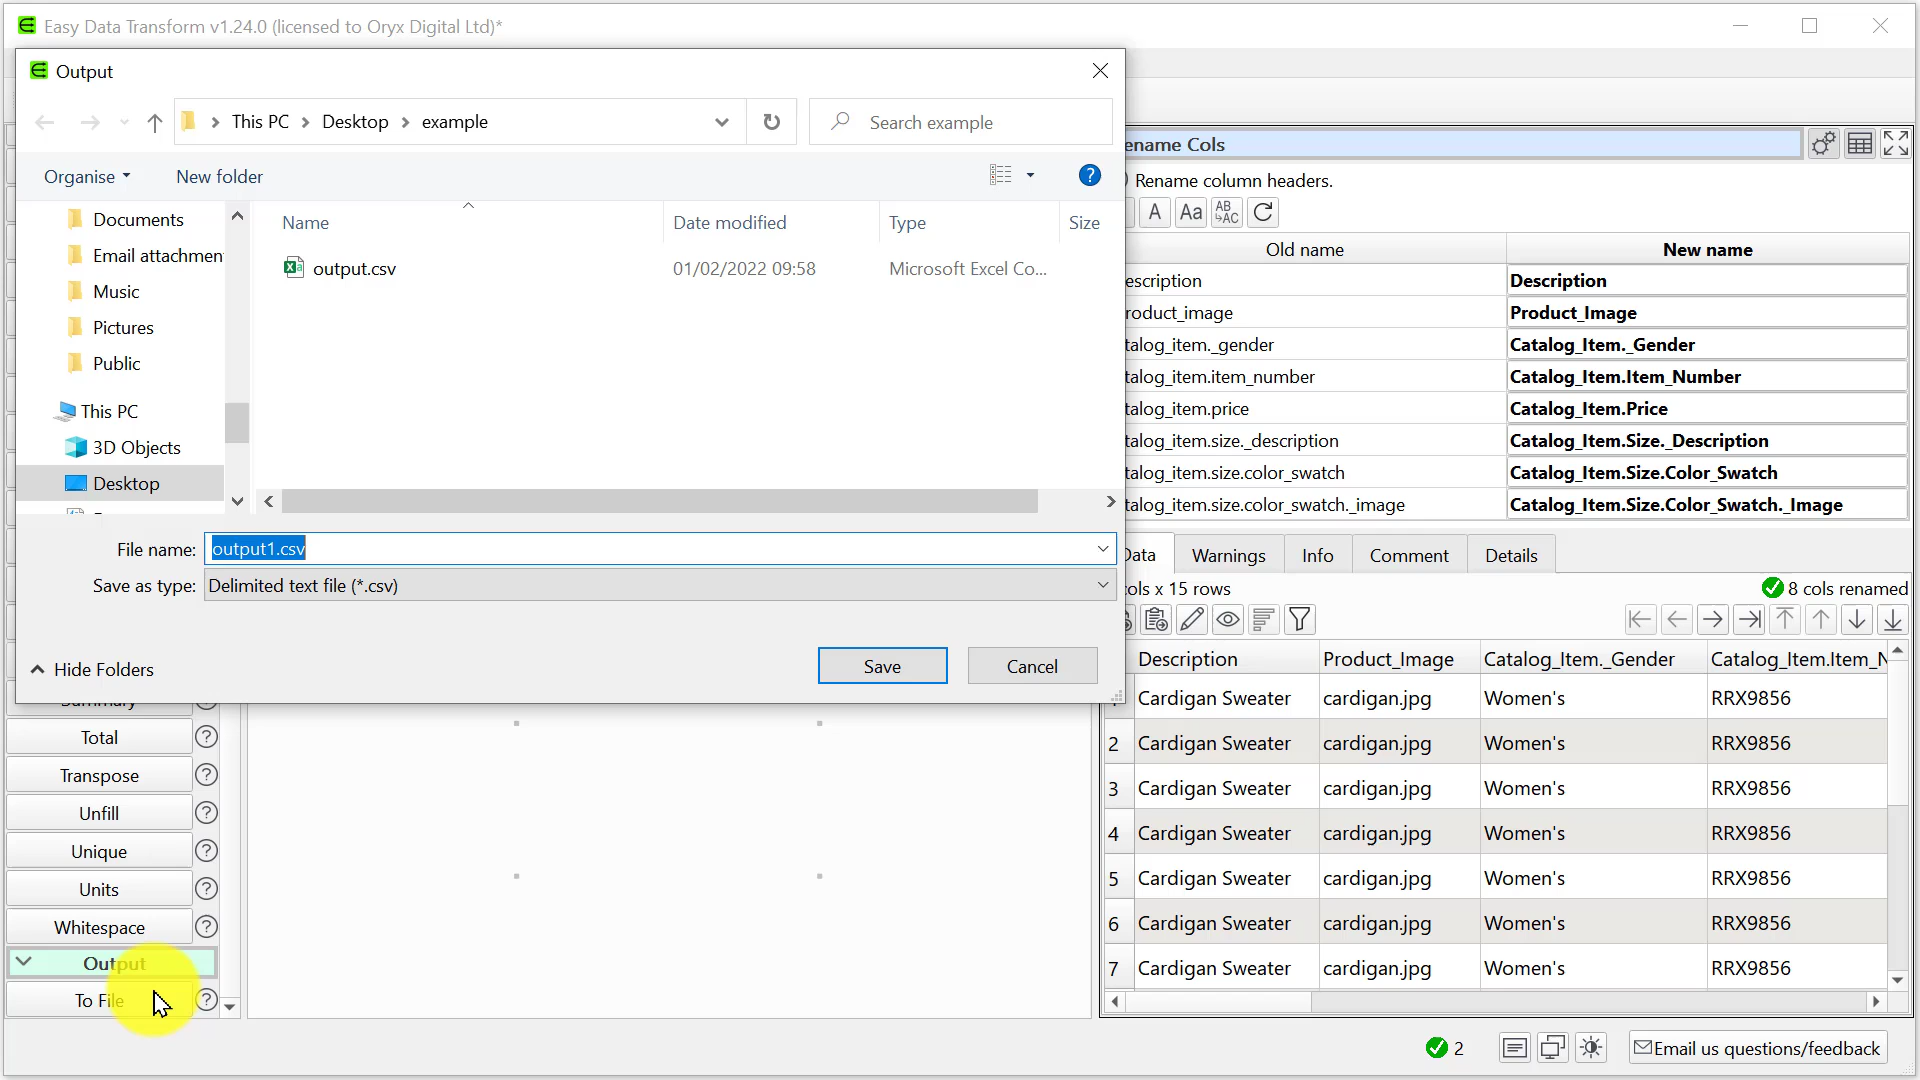 Easy Data Transform v1.24.0 (licensed to Oryx Digital Ltd)*
Output
This PC > Desktop > example
Search example
Organise
New folder
?
Documents
Email attachmen
Music
Pictures
Public
This PC
3D Objects
Desktop
Name
Date modified
Type
Size
output.csv
01/02/2022 09:58
Microsoft Excel Co...
File name:
output1.csv
Save as type:
Delimited text file (*.csv)
Hide Folders
Save
Cancel
ename Cols
Rename column headers.
A
Aa
AB
AC
Old name
New name
escription
Description
roduct_image
Product_Image
talog_item._gender
Catalog_Item._Gender
talog_item.item_number
Catalog_Item.Item_Number
talog_item.price
Catalog_Item.Price
talog_item.size._description
Catalog_Item.Size._Description
talog_item.size.color_swatch
Catalog_Item.Size.Color_Swatch
talog_item.size.color_swatch._image
Catalog_Item.Size.Color_Swatch._Image
Data
Warnings
Info
Comment
Details
ols x 15 rows
8 cols renamed
Description
Product_Image
Catalog_Item._Gender
Catalog_Item.Item_N
Cardigan Sweater
cardigan.jpg
Women's
RRX9856
2
Cardigan Sweater
cardigan.jpg
Women's
RRX9856
3
Cardigan Sweater
cardigan.jpg
Women's
RRX9856
4
Cardigan Sweater
cardigan.jpg
Women's
RRX9856
5
Cardigan Sweater
cardigan.jpg
Women's
RRX9856
6
Cardigan Sweater
cardigan.jpg
Women's
RRX9856
7
Cardigan Sweater
cardigan.jpg
Women's
RRX9856
Summary
?
Total
?
Transpose
?
Unfill
?
Unique
?
Units
?
Whitespace
?
Output
To File
?
2
Email us questions/feedback